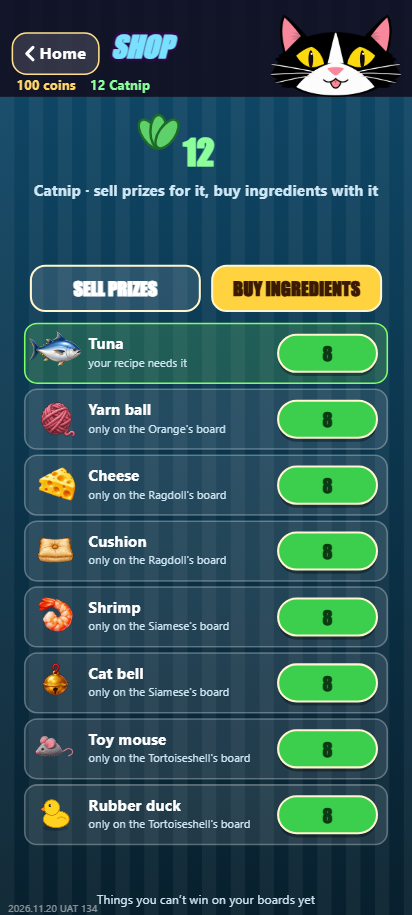 Home
SHOP
100 coins
12 Catnip
12
Catnip - sell prizes for it, buy ingredients with it
SELL PRIZES
BUY INGREDIENTS
Tuna
your recipe needs it
8
Yarn ball
only on the Orange's board
8
Cheese
only on the Ragdoll's board
8
Cushion
only on the Ragdoll's board
8
Shrimp
only on the Siamese's board
8
Cat bell
only on the Siamese's board
8
Toy mouse
only on the Tortoiseshell's board
8
Rubber duck
only on the Tortoiseshell's board
8
Things you can't win on your boards yet
2026.11.20 UAT 134